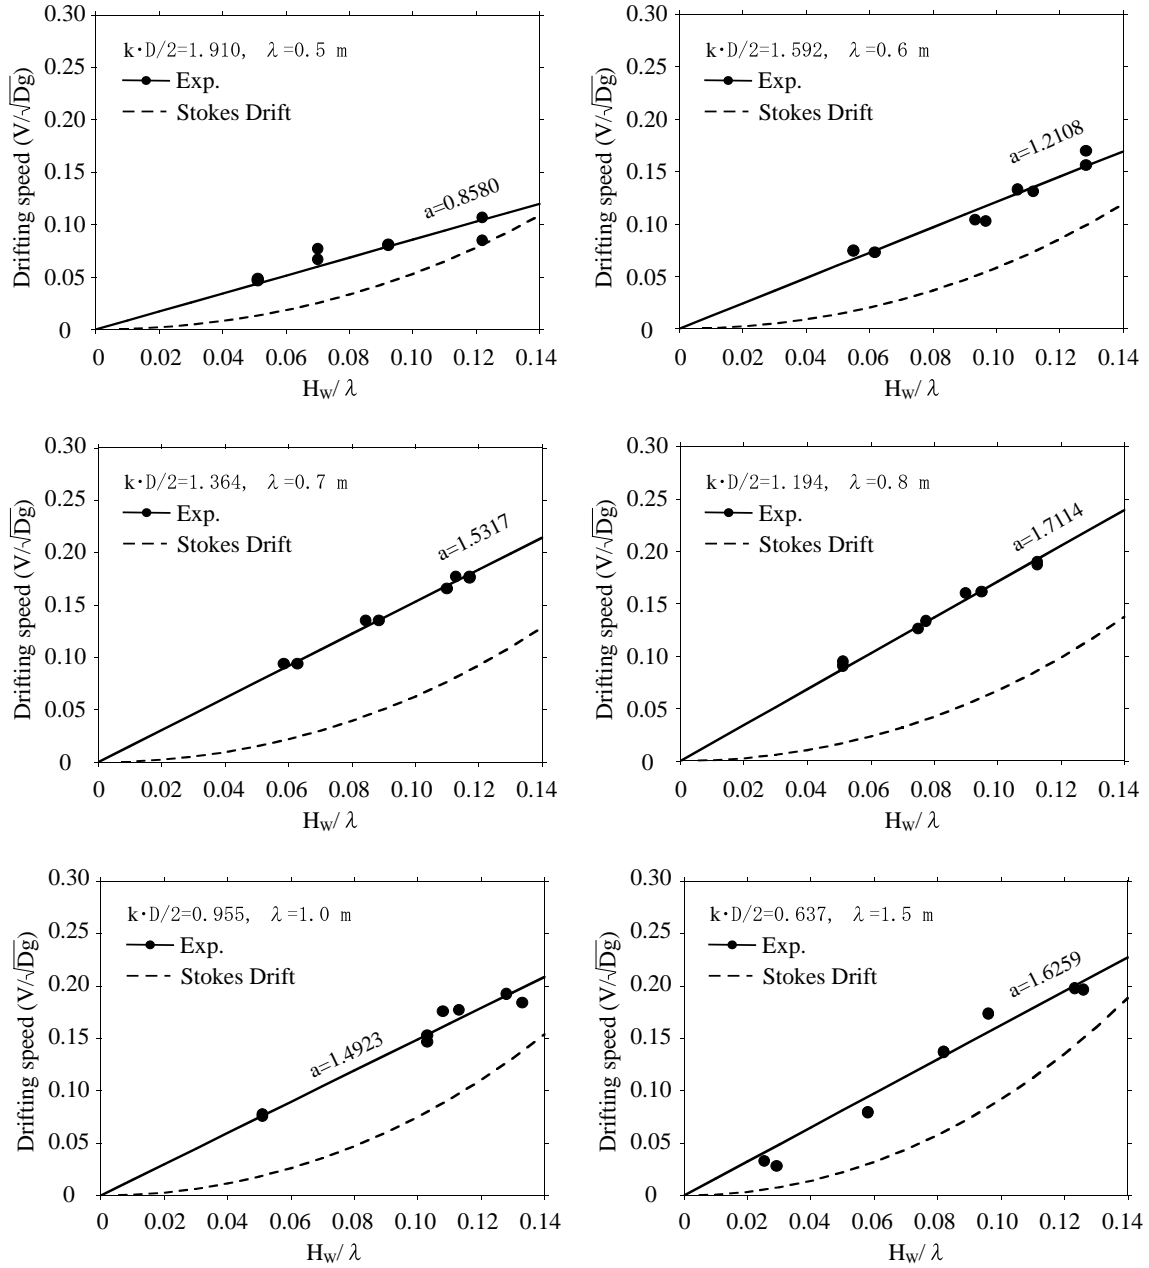 0.30
0.25
0.20
0.15
0.10
0.05
0
Drifting speed (V/√Dg)
k·D/2=1.910, λ=0.5 m
Exp.
Stokes Drift
a=0.8580
0 0.02 0.04 0.06 0.08 0.10 0.12 0.14
HW/ λ
0.30
0.25
0.20
0.15
0.10
0.05
0
Drifting speed (V/√Dg)
k·D/2=1.592, λ=0.6 m
Exp.
Stokes Drift
a=1.2108
0 0.02 0.04 0.06 0.08 0.10 0.12 0.14
HW/ λ
0.30
0.25
0.20
0.15
0.10
0.05
0
Drifting speed (V/√Dg)
k·D/2=1.364, λ=0.7 m
Exp.
Stokes Drift
a=1.5317
0 0.02 0.04 0.06 0.08 0.10 0.12 0.14
HW/ λ
0.30
0.25
0.20
0.15
0.10
0.05
0
Drifting speed (V/√Dg)
k·D/2=1.194, λ=0.8 m
Exp.
Stokes Drift
a=1.7114
0 0.02 0.04 0.06 0.08 0.10 0.12 0.14
HW/ λ
0.30
0.25
0.20
0.15
0.10
0.05
0
Drifting speed (V/√Dg)
k·D/2=0.955, λ=1.0 m
Exp.
Stokes Drift
a=1.4923
0 0.02 0.04 0.06 0.08 0.10 0.12 0.14
HW/ λ
0.30
0.25
0.20
0.15
0.10
0.05
0
Drifting speed (V/√Dg)
k·D/2=0.637, λ=1.5 m
Exp.
Stokes Drift
a=1.6259
0 0.02 0.04 0.06 0.08 0.10 0.12 0.14
HW/ λ